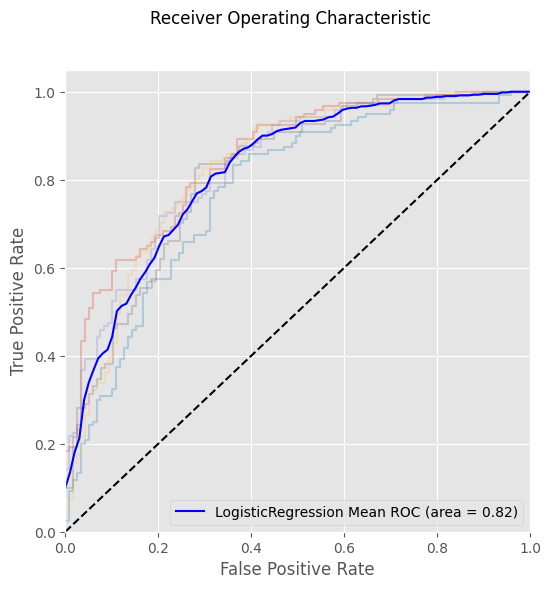 Receiver Operating Characteristic
1.0
0.8
0.6
0.4
0.2
0.0
True Positive Rate
LogisticRegression Mean ROC (area = 0.82)
0.0 0.2 0.4 0.6 0.8 1.0
False Positive Rate